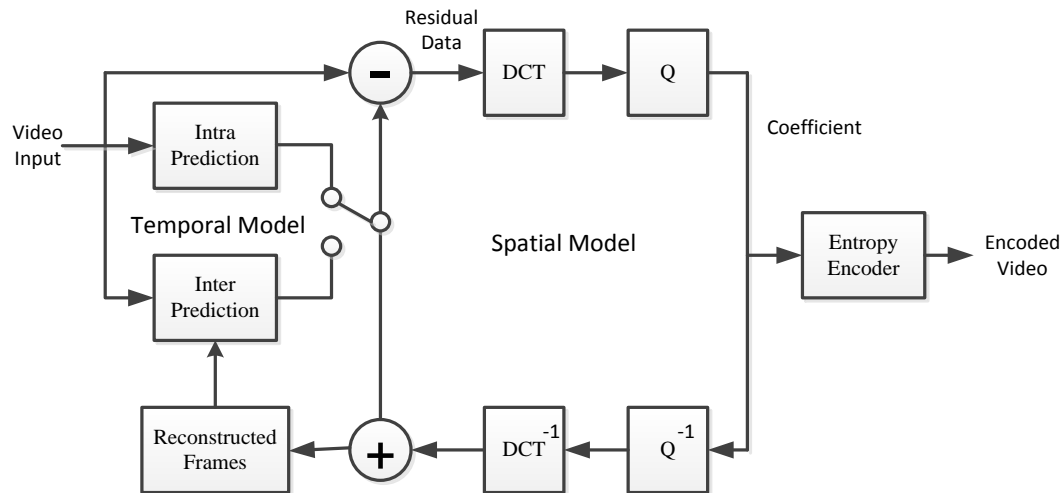 Residual
Data
-
DCT
Q
Video
Input
Intra
Prediction
Coefficient
Temporal Model
Spatial Model
Entropy
Encoder
Encoded
Video
Inter
Prediction
Reconstructed
Frames
+
DCT-1
Q-1